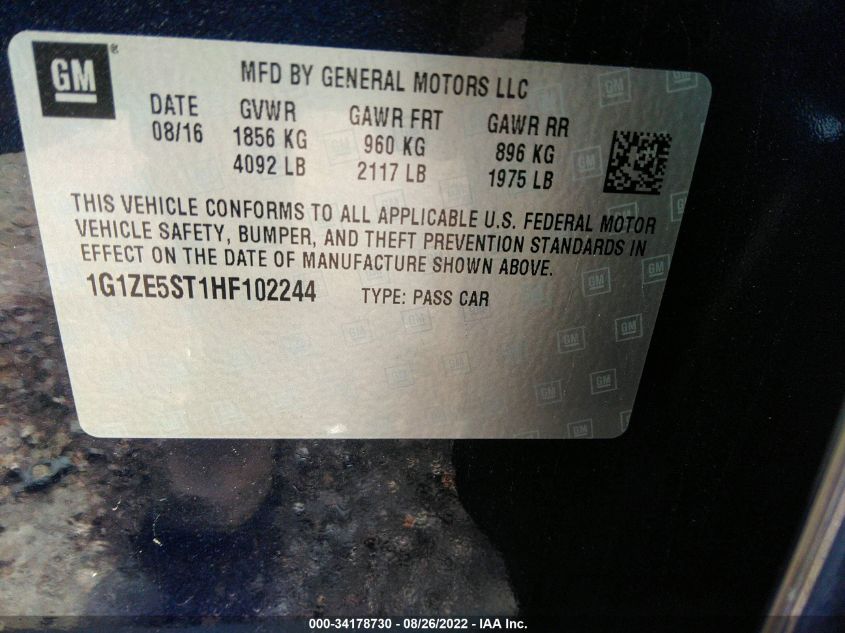 GM®
MFD BY GENERAL MOTORS LLC
DATE GVWR GAWR FRT GAWR RR
08/16 1856 KG 960 KG 896 KG
4092 LB 2117 LB 1975 LB
THIS VEHICLE CONFORMS TO ALL APPLICABLE U.S. FEDERAL MOTOR
VEHICLE SAFETY, BUMPER, AND THEFT PREVENTION STANDARDS IN
EFFECT ON THE DATE OF MANUFACTURE SHOWN ABOVE.
1G1ZE5ST1HF102244 TYPE: PASS CAR
000-34178730 - 08/26/2022 - IAA Inc.